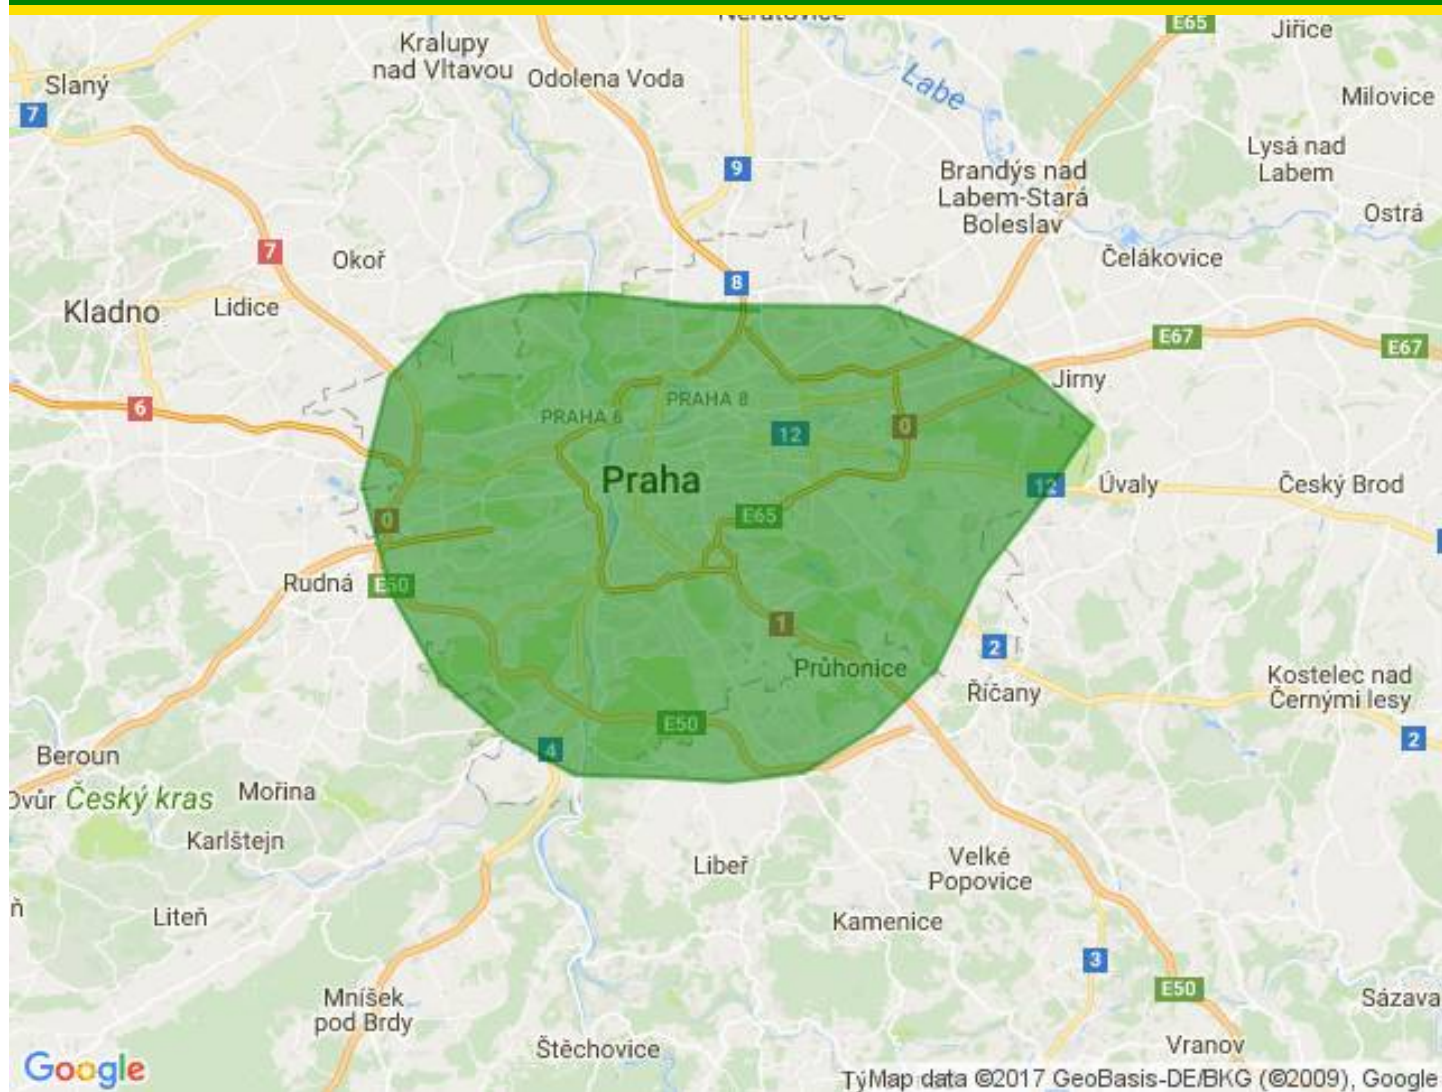 Neratovice
E65
Jiřice
Kralupy
nad Vltavou
Odolena Voda
Slaný
Labe
Milovice
7
9
Lysá nad
Labem
Brandýs nad
Labem-Stará
Boleslav
Ostrá
7
Okoř
Čelákovice
8
Kladno
Lidice
E67
E67
Jirny
6
PRAHA 6
PRAHA 8
12
0
Praha
12
Úvaly
Český Brod
E65
0
Rudná
E50
1
2
Průhonice
Říčany
Kostelec nad
Černými lesy
E50
2
4
Beroun
Dvůr
Český kras
Mořina
Karlštejn
Libeř
Velké
Popovice
ň
Liteň
Kamenice
3
Mníšek
pod Brdy
E50
Sázava
Štěchovice
Vranov
Google
TýMap data ©2017 GeoBasis-DE/BKG (©2009), Google